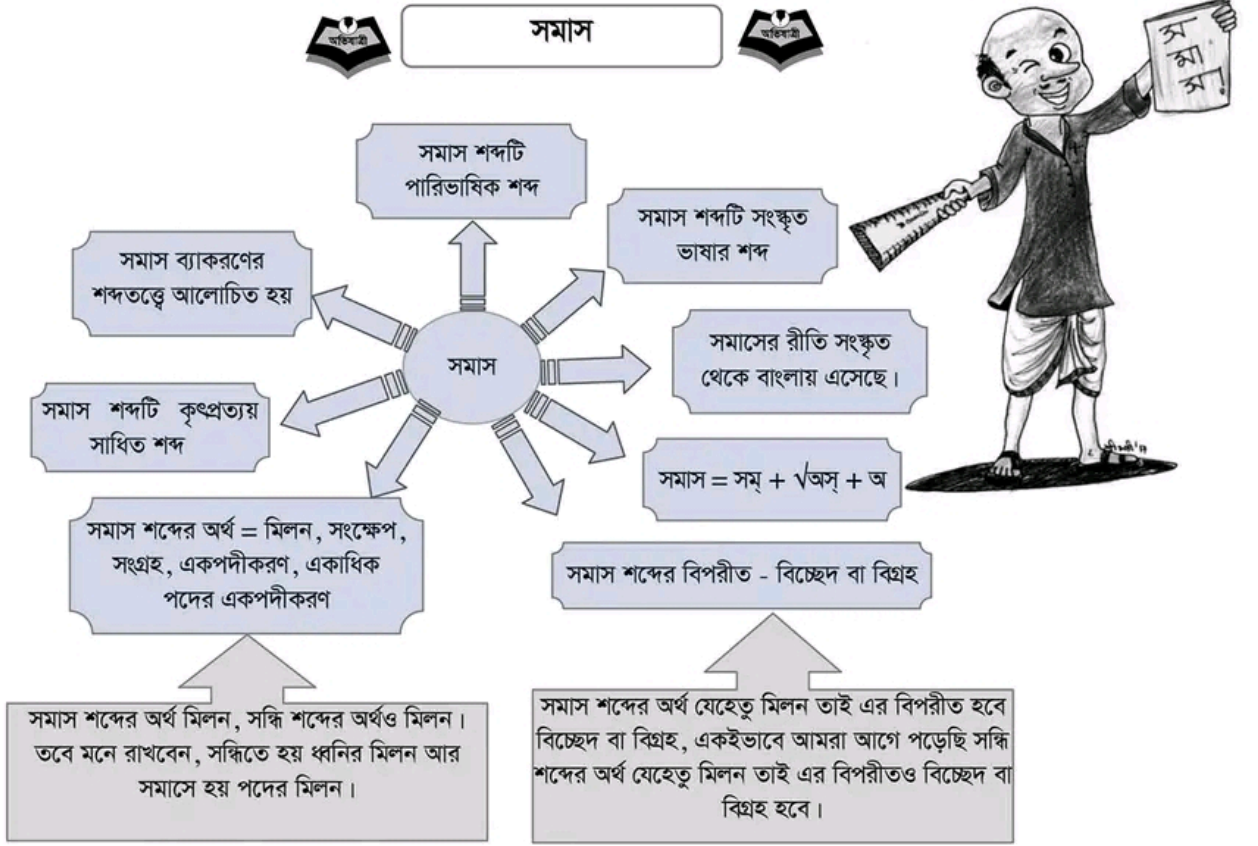 অভিযাত্রী
সমাস
অভিযাত্রী
স
মা
স!
সমাস শব্দটি
পারিভাষিক শব্দ
সমাস শব্দটি সংস্কৃত
ভাষার শব্দ
সমাস ব্যাকরণের
শব্দতত্ত্বে আলোচিত হয়
সমাসের রীতি সংস্কৃত
থেকে বাংলায় এসেছে।
সমাস
সমাস শব্দটি কৃৎপ্রত্যয়
সাধিত শব্দ
সমাস = সম্ + √অস্ + অ
সমাস শব্দের অর্থ = মিলন, সংক্ষেপ,
সংগ্রহ, একপদীকরণ, একাধিক
পদের একপদীকরণ
সমাস শব্দের বিপরীত - বিচ্ছেদ বা বিগ্রহ
সমাস শব্দের অর্থ মিলন, সন্ধি শব্দের অর্থও মিলন।
তবে মনে রাখবেন, সন্ধিতে হয় ধ্বনির মিলন আর
সমাসে হয় পদের মিলন।
সমাস শব্দের অর্থ যেহেতু মিলন তাই এর বিপরীত হবে
বিচ্ছেদ বা বিগ্রহ, একইভাবে আমরা আগে পড়েছি সন্ধি
শব্দের অর্থ যেহেতু মিলন তাই এর বিপরীতও বিচ্ছেদ বা
বিগ্রহ হবে।